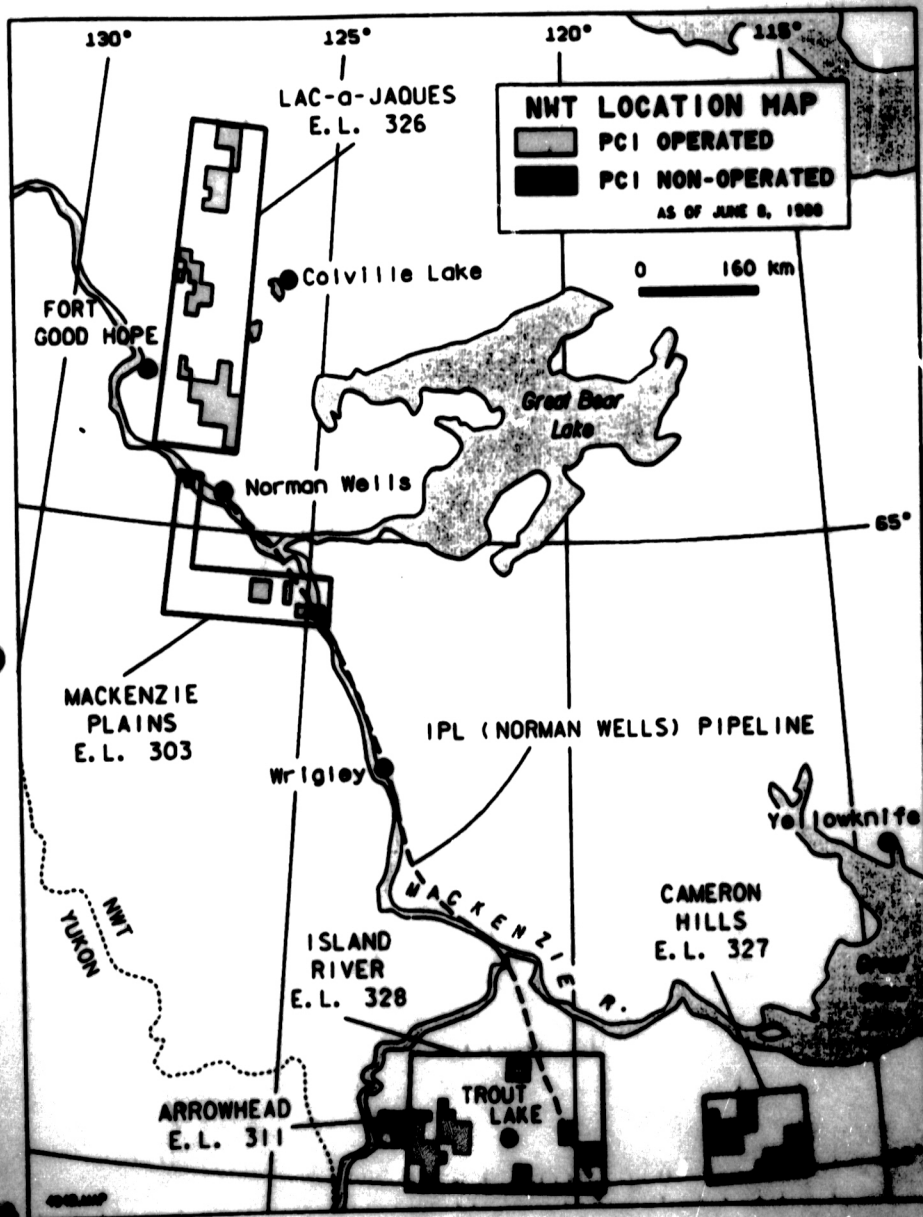 130°
125°
120°
115°
LAC-a-JAQUES
E.L. 326
NWT LOCATION MAP
PCI OPERATED
PCI NON-OPERATED
AS OF JUNE 8, 1988
0 160 km
Colville Lake
FORT
GOOD HOPE
Great Bear
Lake
Norman Wells
65°
MACKENZIE
PLAINS
E.L. 303
IPL (NORMAN WELLS) PIPELINE
Wrigley
Yellowknife
MACKENZIE R.
CAMERON
HILLS
E.L. 327
NWT
YUKON
ISLAND
RIVER
E.L. 328
Great
TROUT
LAKE
ARROWHEAD
E.L. 311